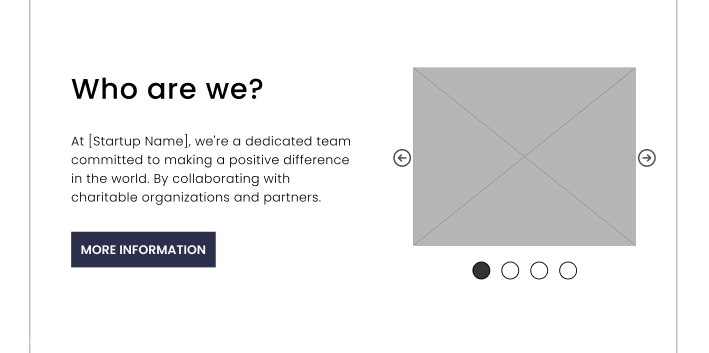 Who are we?
At [Startup Name], we're a dedicated team
committed to making a positive difference
in the world. By collaborating with
charitable organizations and partners.
MORE INFORMATION